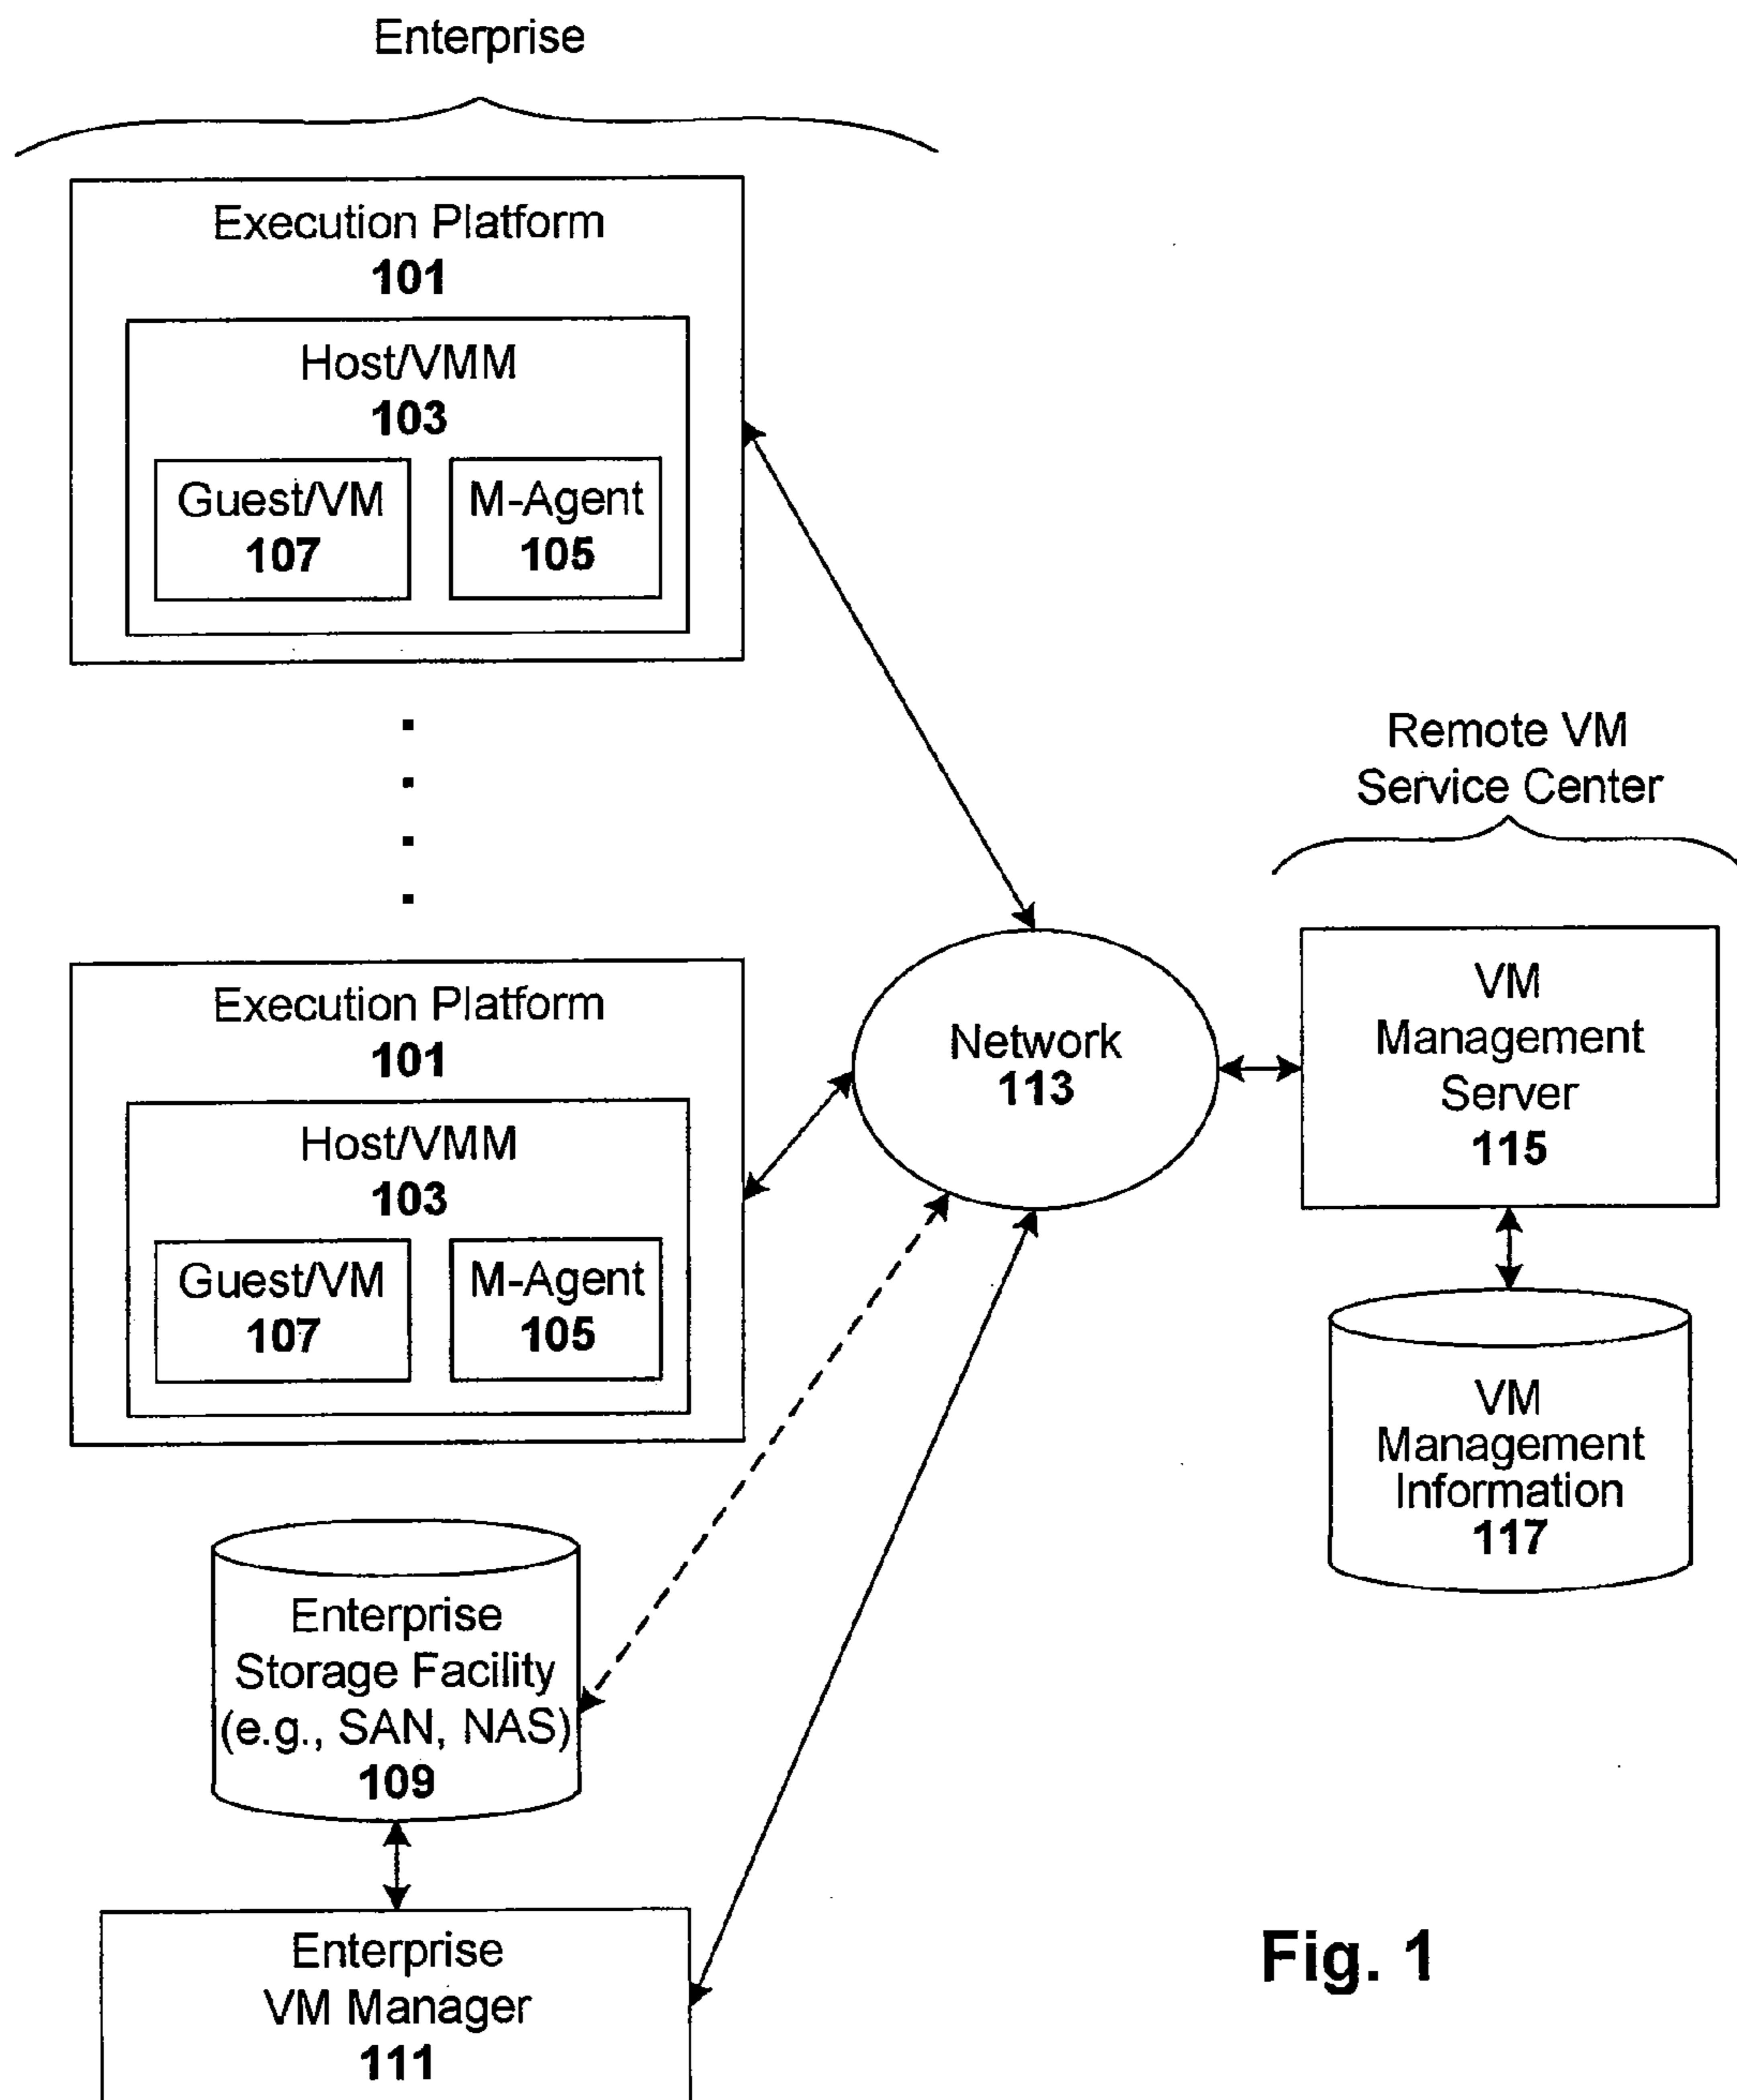 Enterprise
Execution Platform
101
Host/VMM
103
Guest/VM
107
M-Agent
105
Execution Platform
101
Host/VMM
103
Guest/VM
107
M-Agent
105
Enterprise
Storage Facility
(e.g., SAN, NAS)
109
Enterprise
VM Manager
111
Network
113
Remote VM
Service Center
VM
Management
Server
115
VM
Management
Information
117
Fig. 1